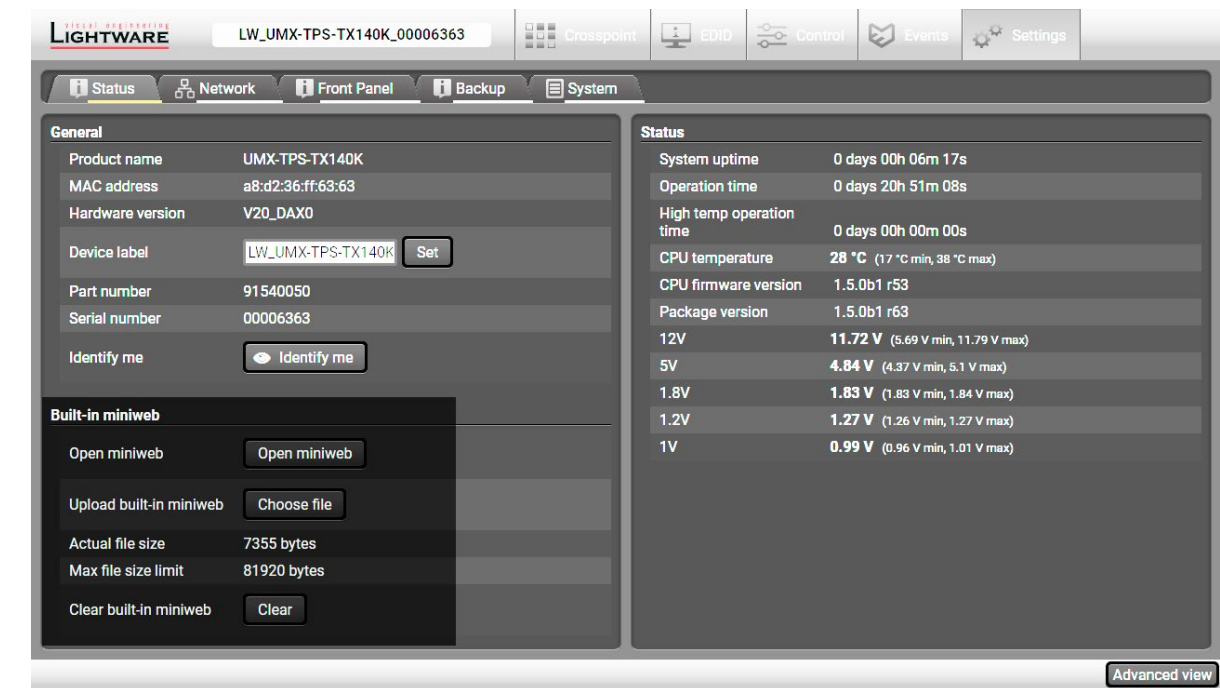 visual engineering
LIGHTWARE
LW_UMX-TPS-TX140K_00006363
Crosspoint
EDID
Control
Events
Settings
Status
Network
Front Panel
Backup
System
General
Product name UMX-TPS-TX140K
MAC address a8:d2:36:ff:63:63
Hardware version V20_DAX0
Device label LW_UMX-TPS-TX140K Set
Part number 91540050
Serial number 00006363
Identify me Identify me
Built-in miniweb
Open miniweb Open miniweb
Upload built-in miniweb Choose file
Actual file size 7355 bytes
Max file size limit 81920 bytes
Clear built-in miniweb Clear
Status
System uptime 0 days 00h 06m 17s
Operation time 0 days 20h 51m 08s
High temp operation
time 0 days 00h 00m 00s
CPU temperature 28 °C (17 °C min, 38 °C max)
CPU firmware version 1.5.0b1 r53
Package version 1.5.0b1 r63
12V 11.72 V (5.69 V min, 11.79 V max)
5V 4.84 V (4.37 V min, 5.1 V max)
1.8V 1.83 V (1.83 V min, 1.84 V max)
1.2V 1.27 V (1.26 V min, 1.27 V max)
1V 0.99 V (0.96 V min, 1.01 V max)
Advanced view